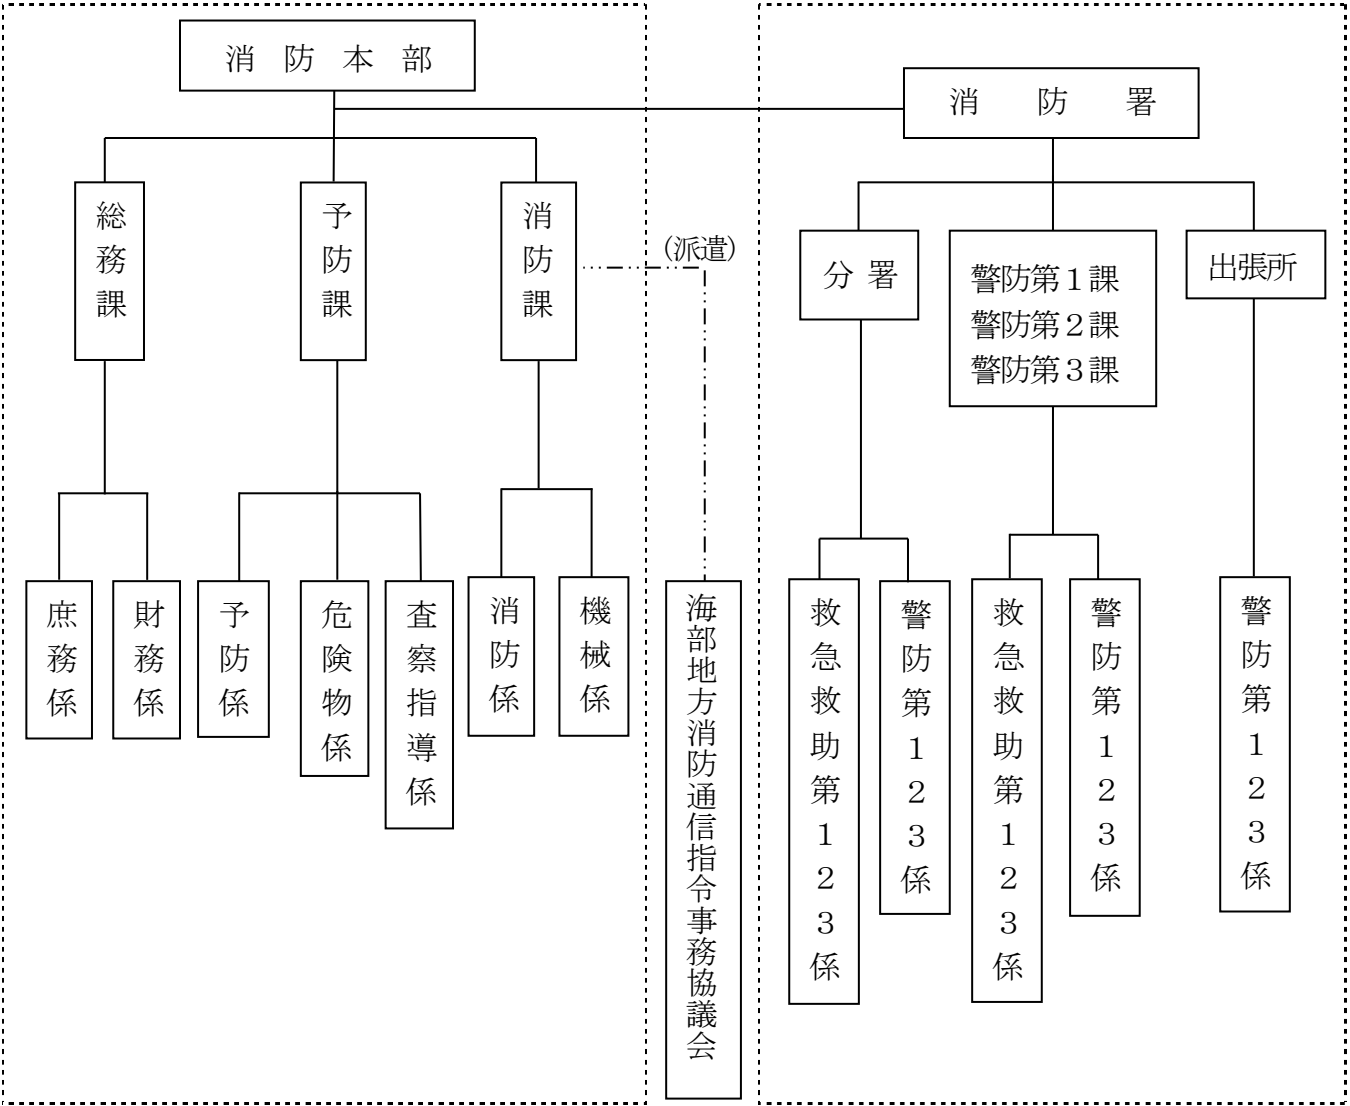 消防本部
消防署
総務課
予防課
消防課
(派遣)
分署
警防第１課
警防第２課
警防第３課
出張所
庶務係
財務係
予防係
危険物係
査察指導係
消防係
機械係
海部地方消防通信指令事務協議会
救急救助第１２３係
警防第１２３係
救急救助第１２３係
警防第１２３係
警防第１２３係